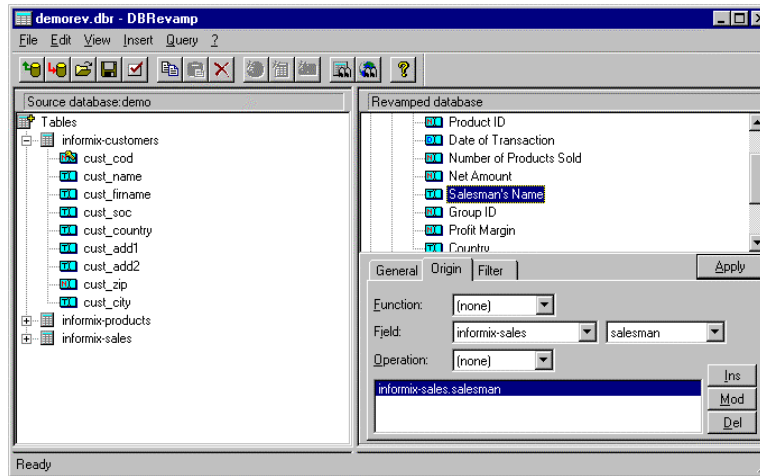 demorev.dbr - DBRevamp
File Edit View Insert Query ?
Source database:demo
Tables
informix-customers
cust_cod
cust_name
cust_firname
cust_soc
cust_country
cust_add1
cust_add2
cust_zip
cust_city
informix-products
informix-sales
Revamped database
Product ID
Date of Transaction
Number of Products Sold
Net Amount
Salesman's Name
Group ID
Profit Margin
Country
General Origin Filter Apply
Function: (none)
Field: informix-sales salesman
Operation: (none)
informix-sales.salesman
Ins
Mod
Del
Ready